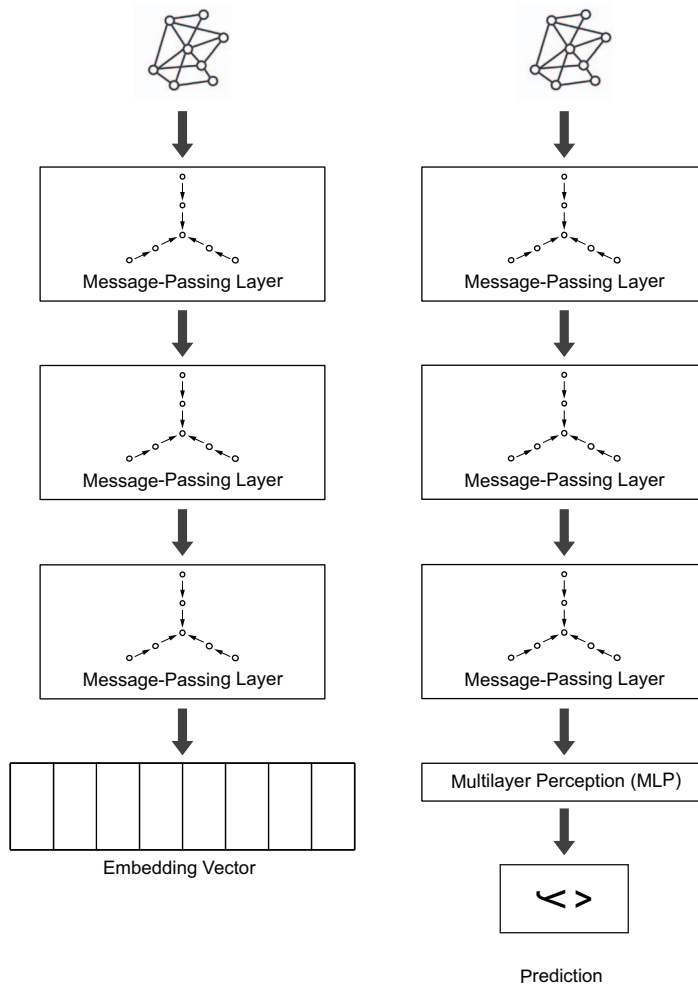 Message-Passing Layer
Message-Passing Layer
Message-Passing Layer
Embedding Vector
Message-Passing Layer
Message-Passing Layer
Message-Passing Layer
Multilayer Perception (MLP)
Prediction